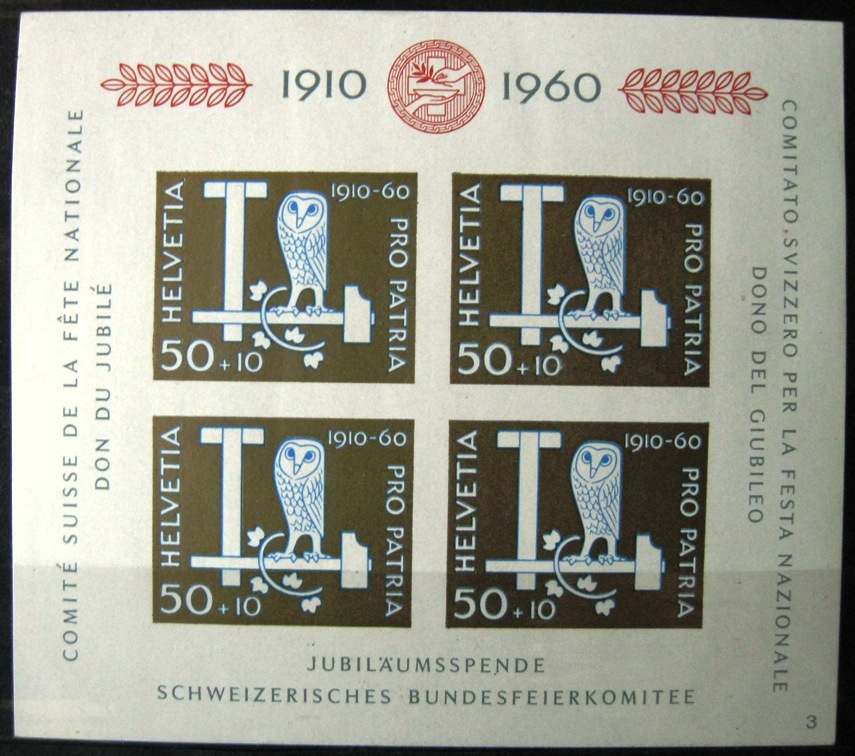 1910 1960
COMITÉ SUISSE DE LA FÊTE NATIONALE
DON DU JUBILÉ
HELVETIA
1910-60
PRO PATRIA
50+10
HELVETIA
1910-60
PRO PATRIA
50+10
HELVETIA
1910-60
PRO PATRIA
50+10
HELVETIA
1910-60
PRO PATRIA
50+10
COMITATO SVIZZERO PER LA FESTA NAZIONALE
DONO DEL GIUBILEO
JUBILÄUMSSPENDE
SCHWEIZERISCHES BUNDESFEIERKOMITEE
3